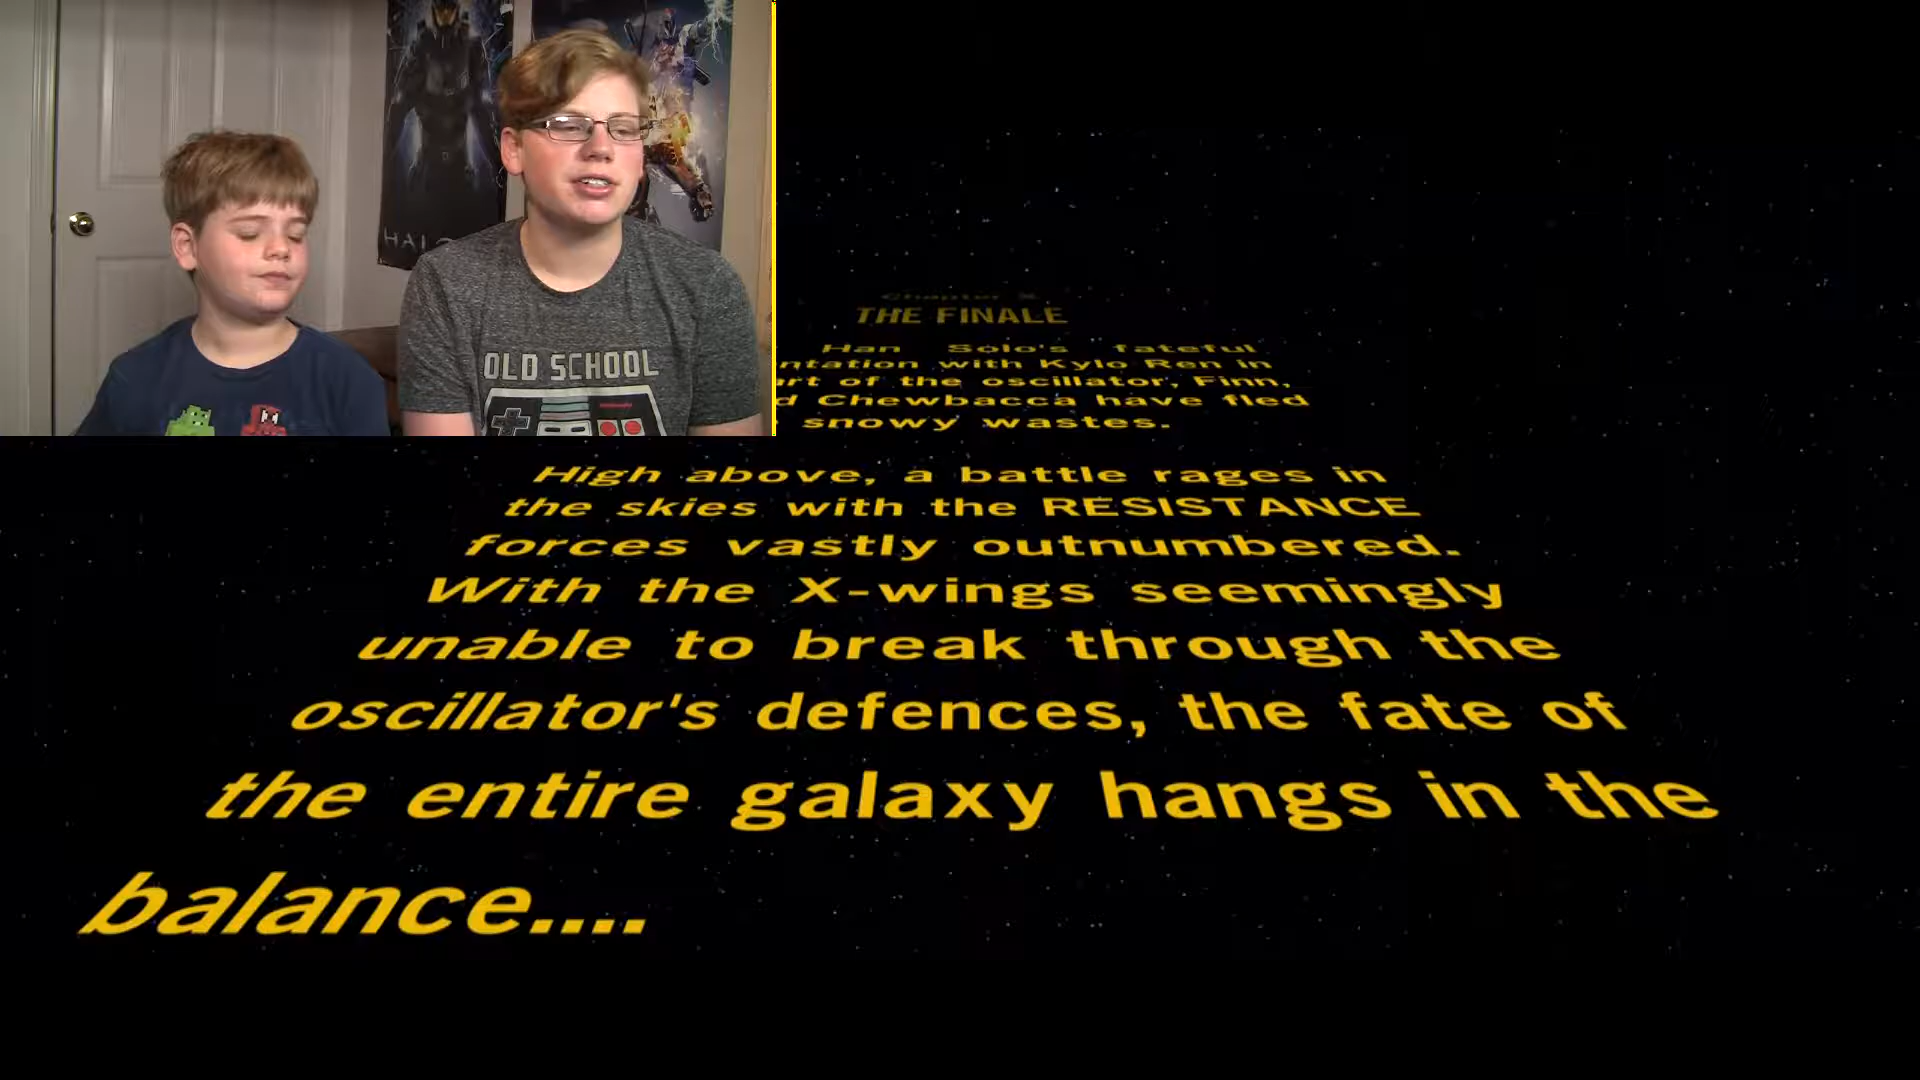 HALO
OLD SCHOOL
Chapter X
THE FINALE
Han Solo's fateful
ntation with Kylo Ren in
art of the oscillator, Finn,
d Chewbacca have fled
snowy wastes.
High above, a battle rages in
the skies with the RESISTANCE
forces vastly outnumbered.
With the X-wings seemingly
unable to break through the
oscillator's defences, the fate of
the entire galaxy hangs in the
balance....